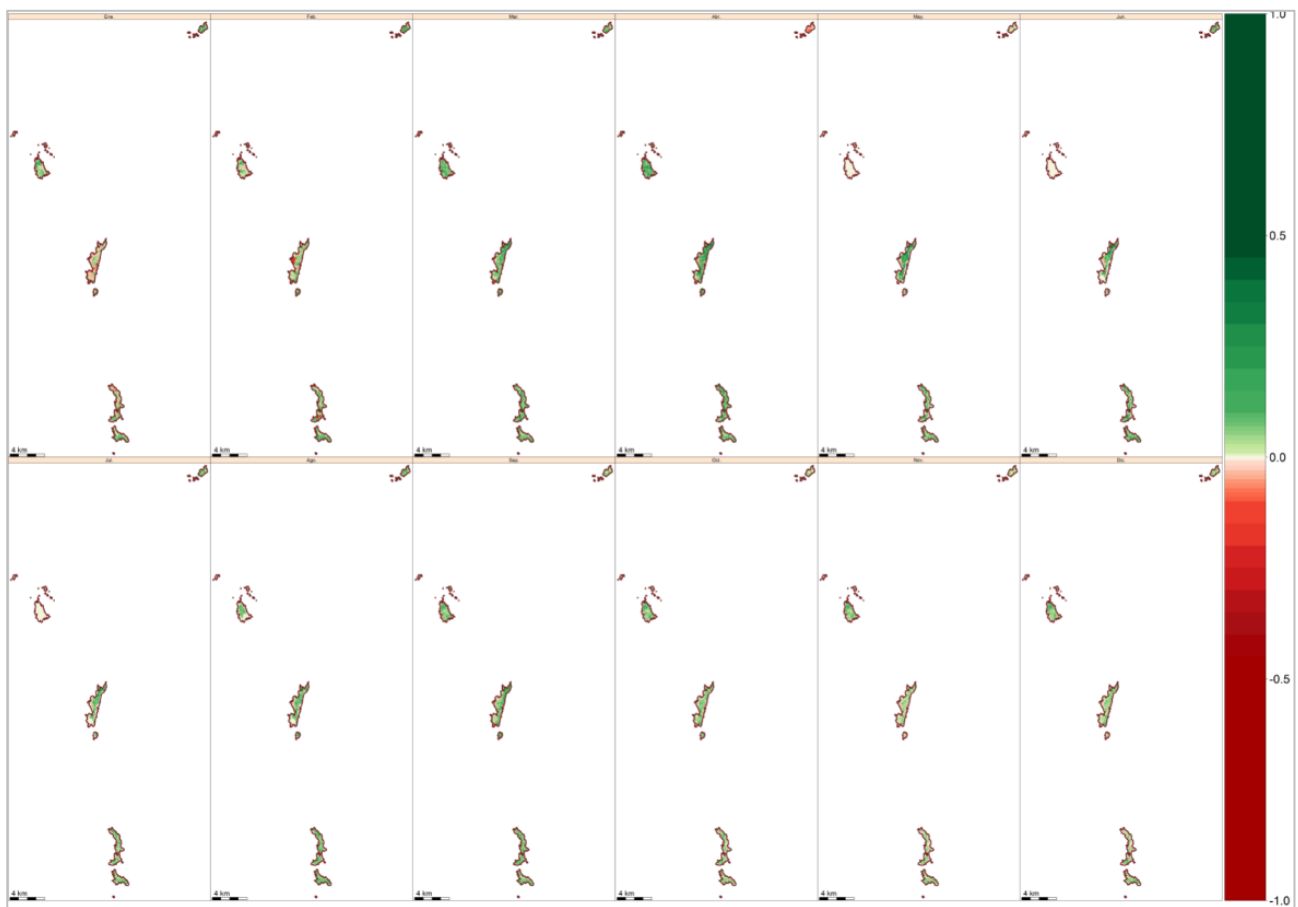 Ene. Feb. Mar. Abr. May. Jun.
1.0
0.5
0.0
-0.5
-1.0
4 km 4 km 4 km 4 km 4 km 4 km
Jul. Ago. Sep. Oct. Nov. Dic.
4 km 4 km 4 km 4 km 4 km 4 km